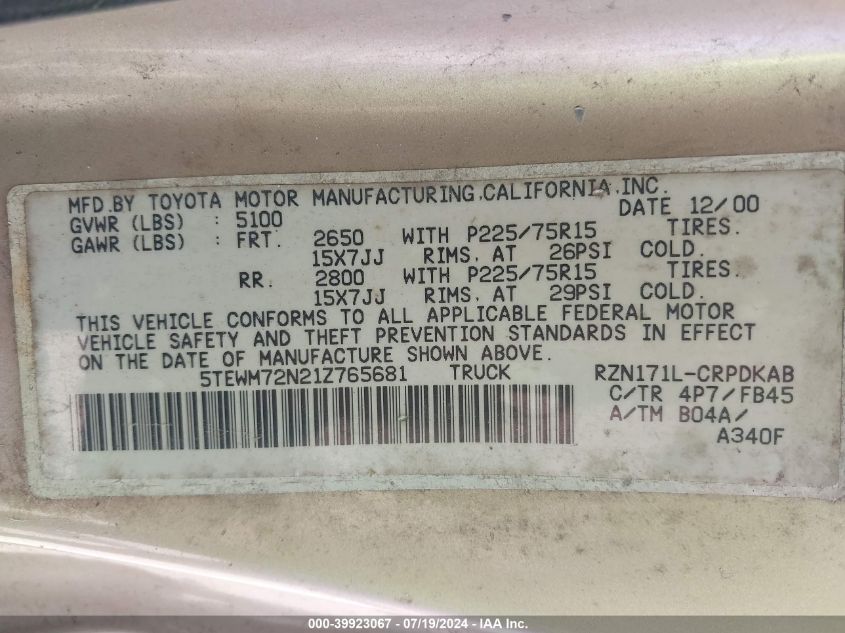 MFD.BY TOYOTA MOTOR MANUFACTURING.CALIFORNIA.INC.
GVWR (LBS) : 5100 DATE 12/00
GAWR (LBS) : FRT. 2650 WITH P225/75R15 TIRES.
15X7JJ RIMS. AT 26PSI COLD.
RR. 2800 WITH P225/75R15 TIRES.
15X7JJ RIMS. AT 29PSI COLD.
THIS VEHICLE CONFORMS TO ALL APPLICABLE FEDERAL MOTOR
VEHICLE SAFETY AND THEFT PREVENTION STANDARDS IN EFFECT
ON THE DATE OF MANUFACTURE SHOWN ABOVE.
5TEWM72N21Z765681 TRUCK RZN171L-CRPDKAB
C/TR 4P7/FB45
A/TM B04A/
A340F
000-39923067 - 07/19/2024 - IAA Inc.